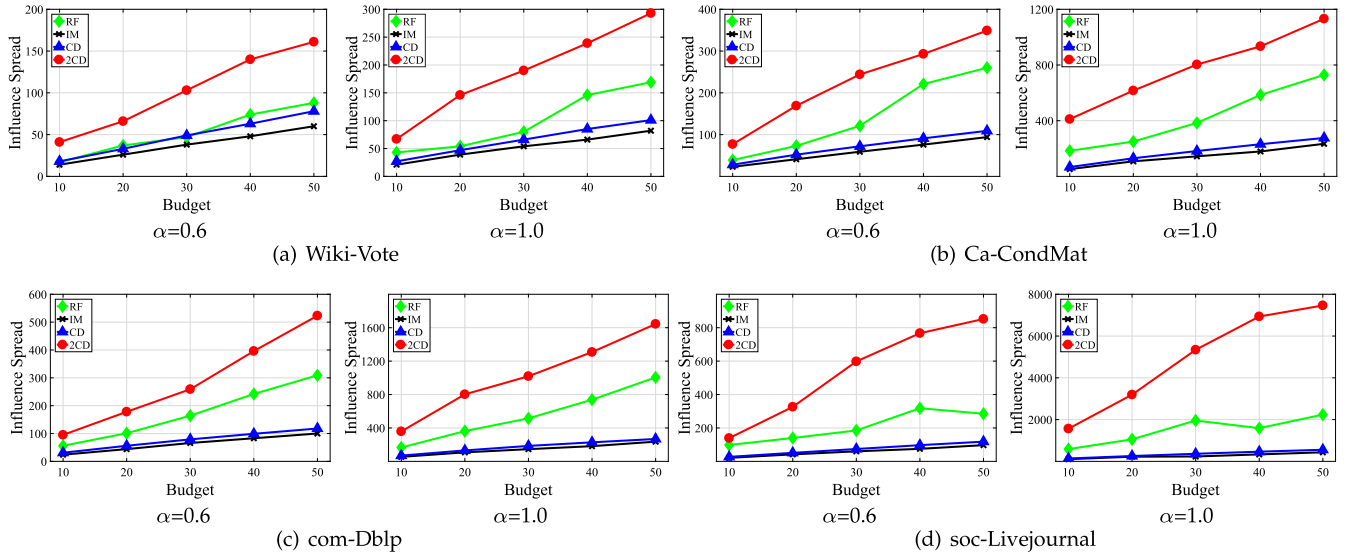 200
150
100
50
0
Influence Spread
RF
IM
CD
2CD
10 20 30 40 50
Budget
α=0.6
300
250
200
150
100
50
0
Influence Spread
RF
IM
CD
2CD
10 20 30 40 50
Budget
α=1.0
(a) Wiki-Vote
400
300
200
100
Influence Spread
RF
IM
CD
2CD
10 20 30 40 50
Budget
α=0.6
1200
800
400
Influence Spread
RF
IM
CD
2CD
10 20 30 40 50
Budget
α=1.0
(b) Ca-CondMat
600
500
400
300
200
100
0
Influence Spread
RF
IM
CD
2CD
10 20 30 40 50
Budget
α=0.6
1600
1200
800
400
Influence Spread
RF
IM
CD
2CD
10 20 30 40 50
Budget
α=1.0
(c) com-Dblp
800
600
400
200
Influence Spread
RF
IM
CD
2CD
10 20 30 40 50
Budget
α=0.6
8000
6000
4000
2000
Influence Spread
RF
IM
CD
2CD
10 20 30 40 50
Budget
α=1.0
(d) soc-Livejournal